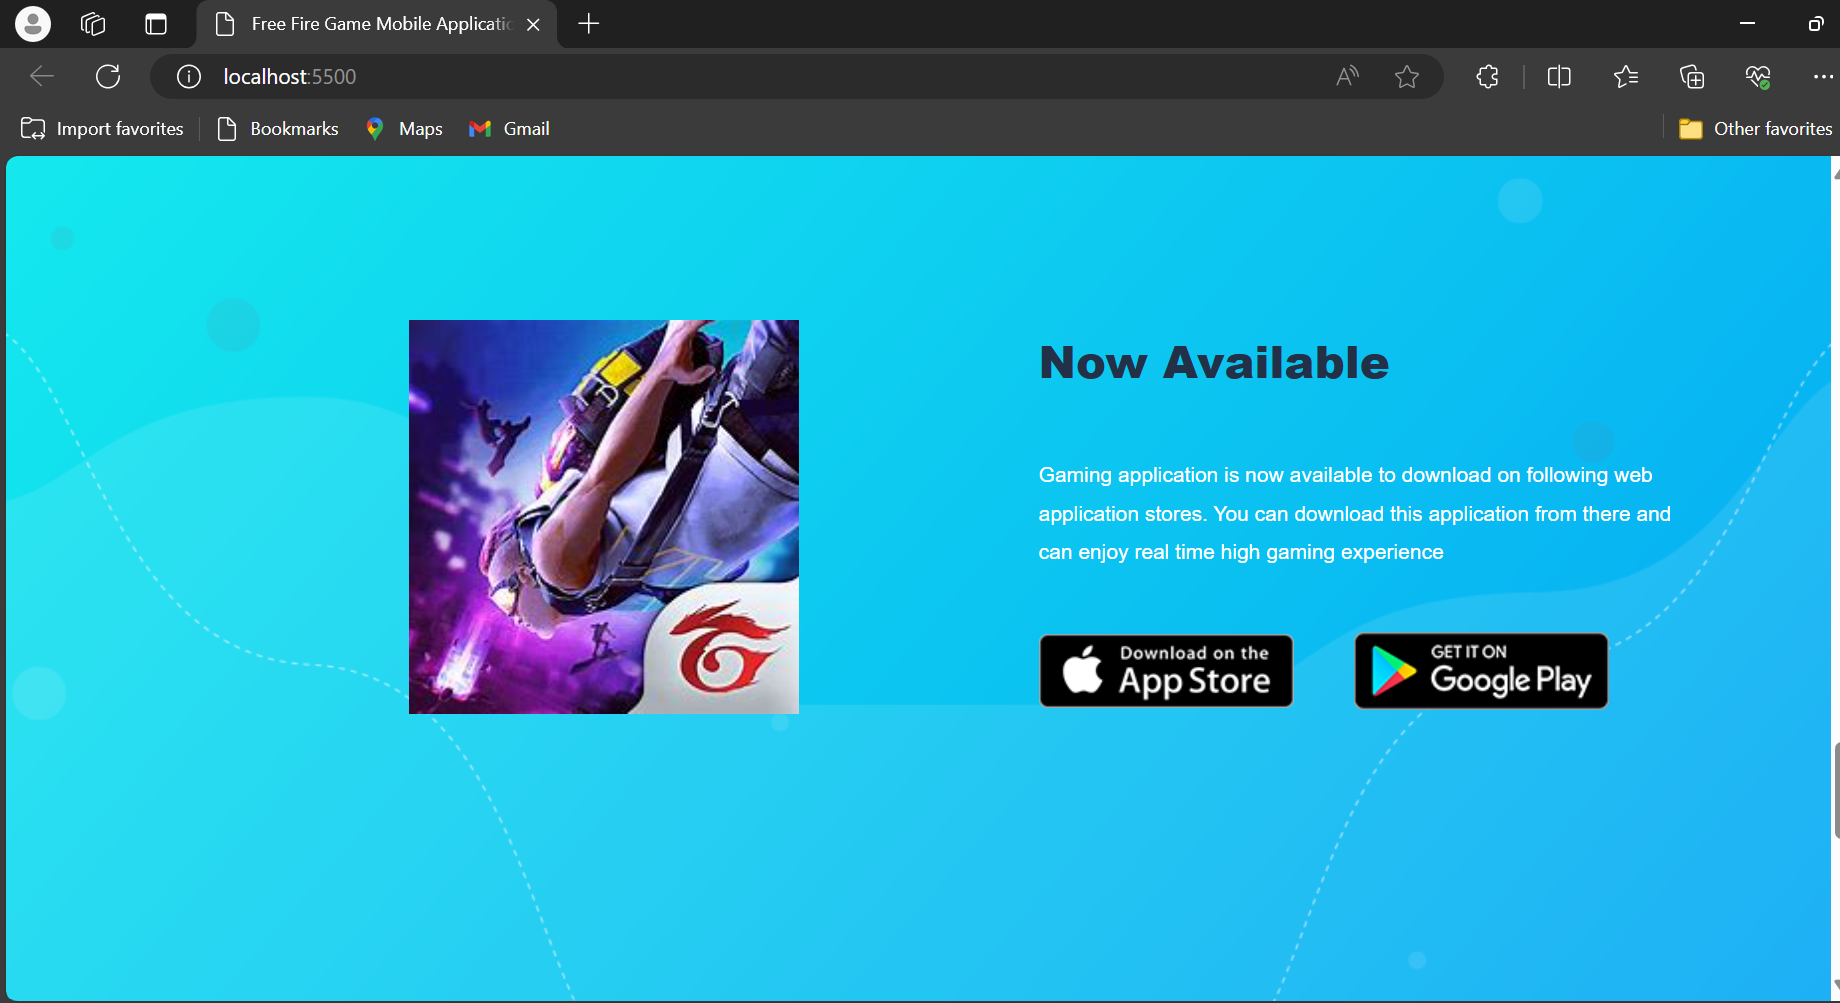 Free Fire Game Mobile Applicatic
localhost:5500
Import favorites
Bookmarks
Maps
Gmail
Other favorites
Now Available
Gaming application is now available to download on following web
application stores. You can download this application from there and
can enjoy real time high gaming experience
Download on the
App Store
GET IT ON
Google Play